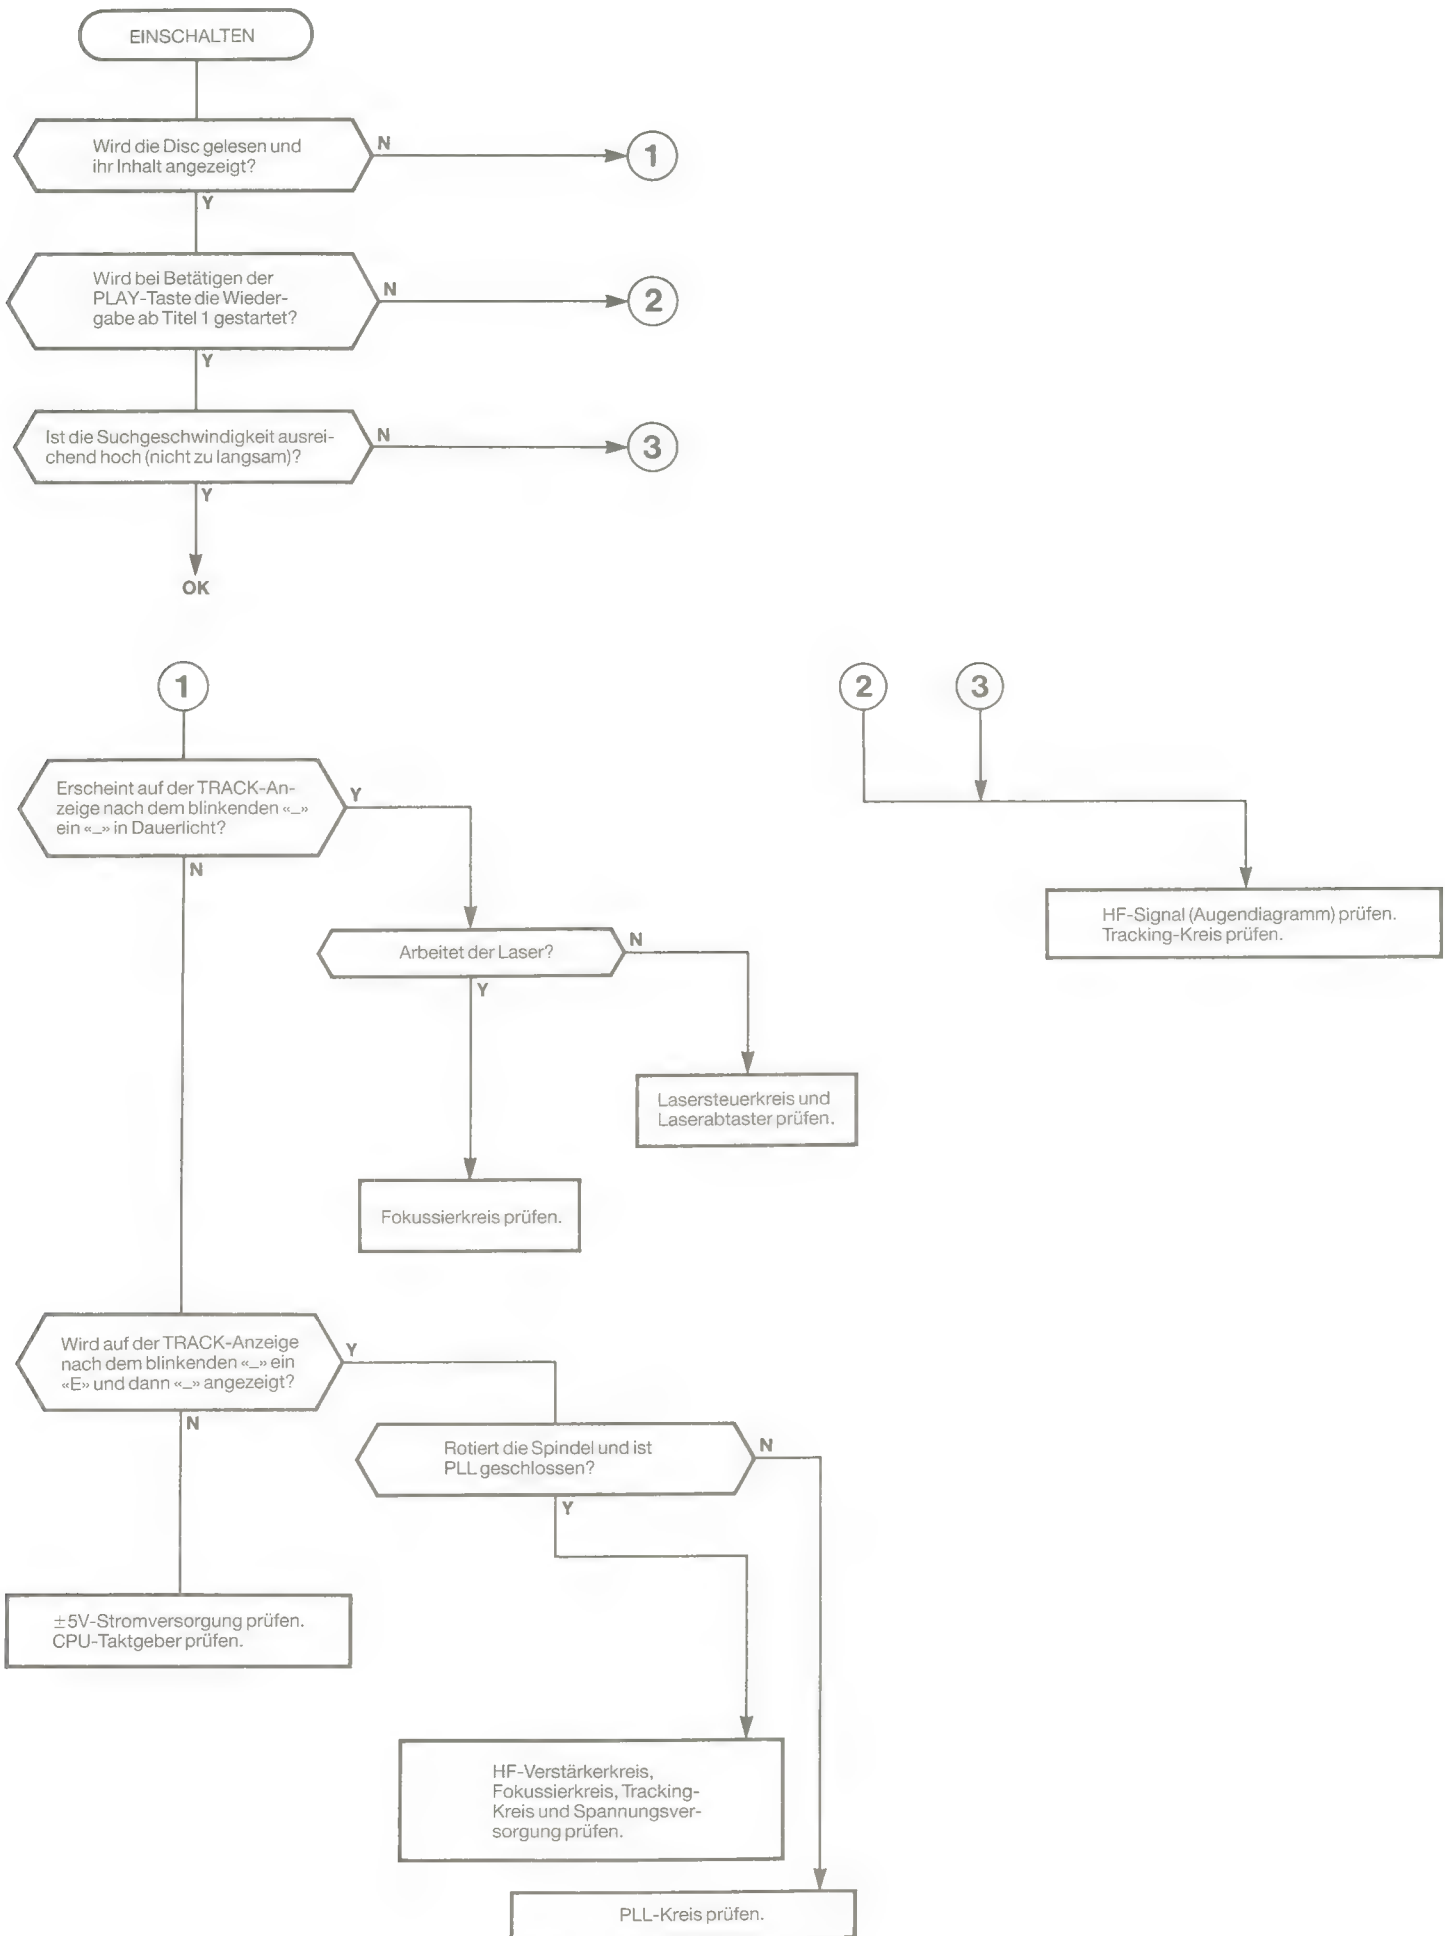 EINSCHALTEN
Wird die Disc gelesen und
ihr Inhalt angezeigt?
N
1
Y
Wird bei Betätigen der
PLAY-Taste die Wieder-
gabe ab Titel 1 gestartet?
N
2
Y
Ist die Suchgeschwindigkeit ausrei-
chend hoch (nicht zu langsam)?
N
3
Y
OK
1
Erscheint auf der TRACK-An-
zeige nach dem blinkenden «_»
ein «_» in Dauerlicht?
Y
N
Arbeitet der Laser?
N
Y
Lasersteuerkreis und
Laserabtaster prüfen.
Fokussierkreis prüfen.
Wird auf der TRACK-Anzeige
nach dem blinkenden «_» ein
«E» und dann «_» angezeigt?
Y
N
Rotiert die Spindel und ist
PLL geschlossen?
N
Y
±5V-Stromversorgung prüfen.
CPU-Taktgeber prüfen.
HF-Verstärkerkreis,
Fokussierkreis, Tracking-
Kreis und Spannungsver-
sorgung prüfen.
PLL-Kreis prüfen.
2
3
HF-Signal (Augendiagramm) prüfen.
Tracking-Kreis prüfen.